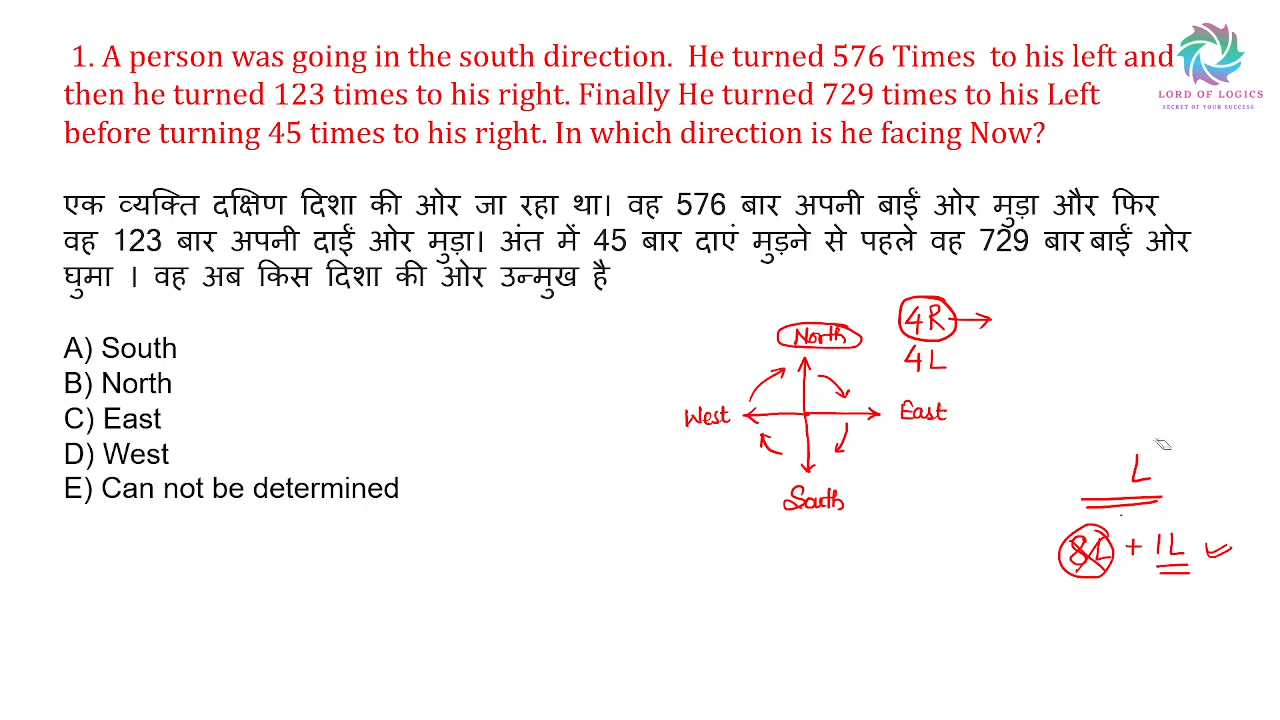 1. A person was going in the south direction. He turned 576 Times to his left and
then he turned 123 times to his right. Finally He turned 729 times to his Left
before turning 45 times to his right. In which direction is he facing Now?
LORD OF LOGICS
SECRET OF YOUR SUCCESS
एक व्यक्ति दक्षिण दिशा की ओर जा रहा था। वह 576 बार अपनी बाईं ओर मुड़ा और फिर
वह 123 बार अपनी दाईं ओर मुड़ा। अंत में 45 बार दाएं मुड़ने से पहले वह 729 बार बाईं ओर
घुमा । वह अब किस दिशा की ओर उन्मुख है
A) South
B) North
C) East
D) West
E) Can not be determined
4R
North
4L
West
East
South
L
8L + 1L